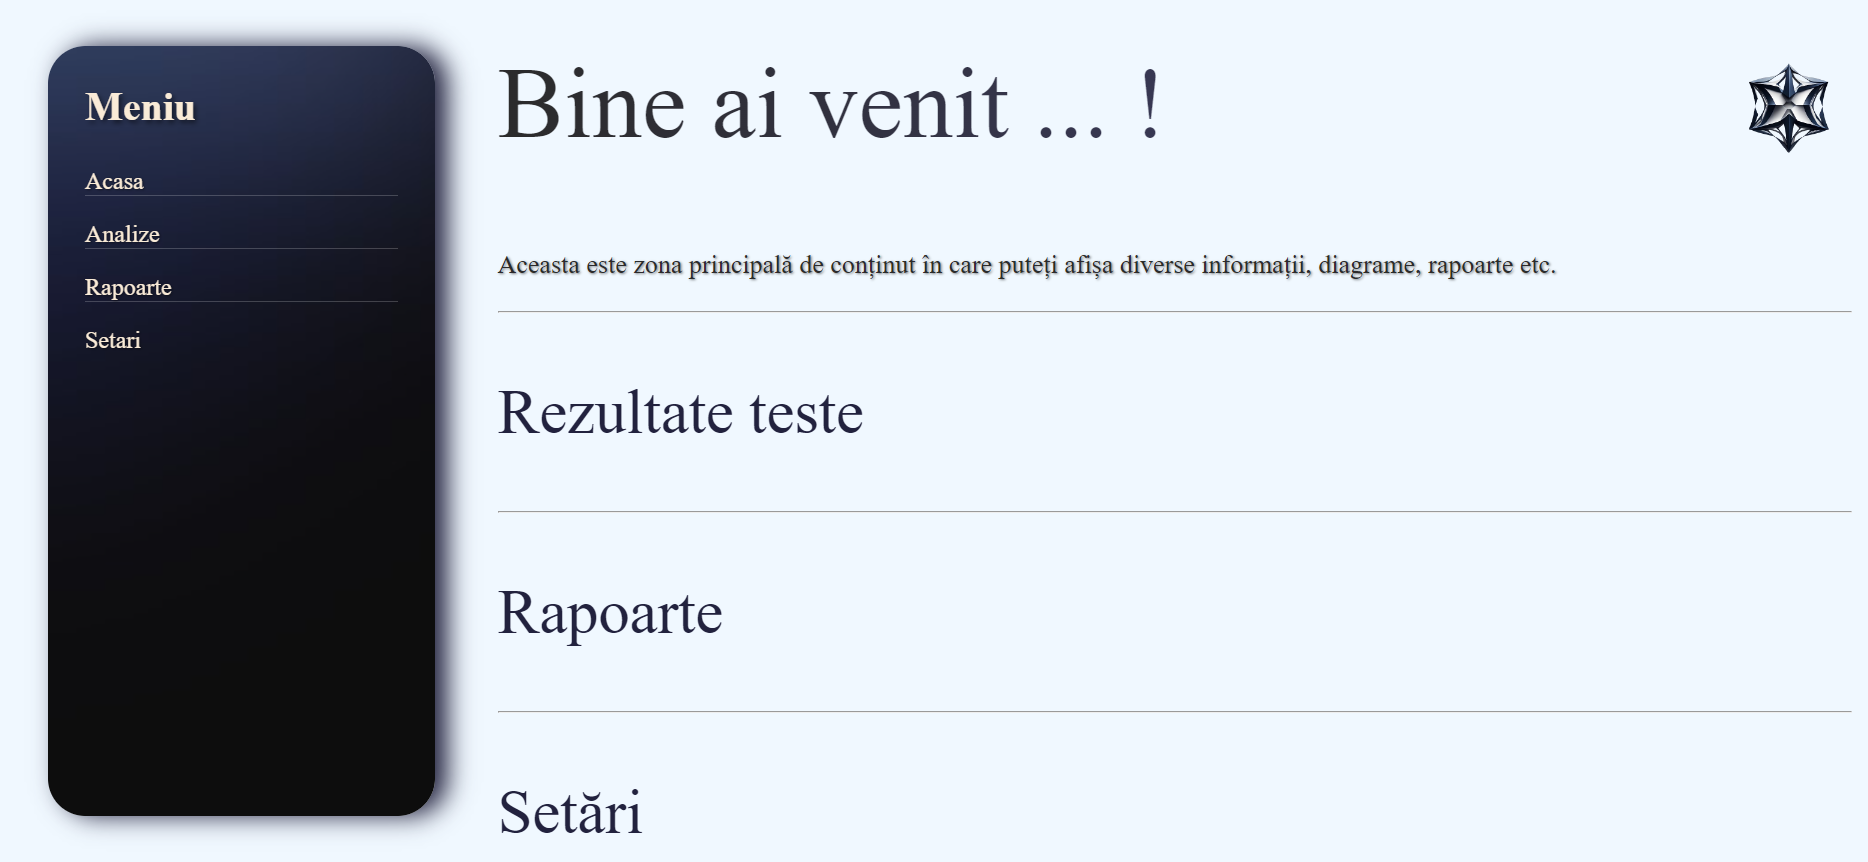 Meniu
Acasa
Analize
Rapoarte
Setari
Bine ai venit ... !
Aceasta este zona principală de conținut în care puteți afișa diverse informații, diagrame, rapoarte etc.
Rezultate teste
Rapoarte
Setări